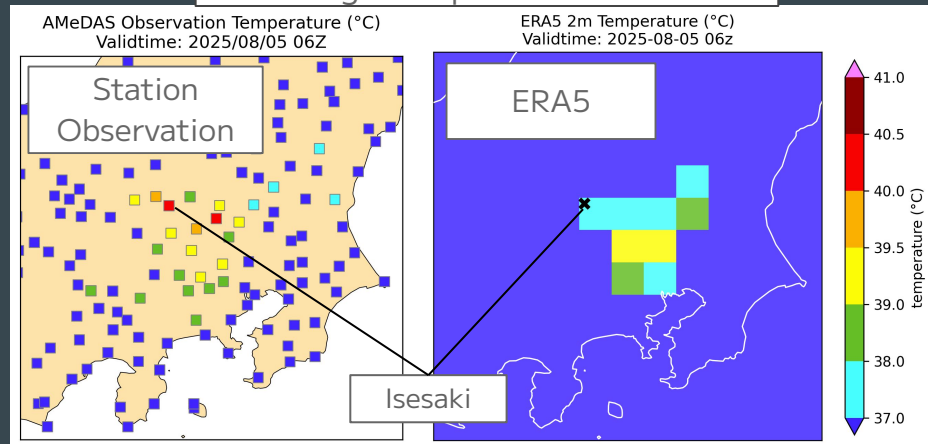 AMeDAS Observation Temperature (°C)
Validtime: 2025/08/05 06Z
ERA5 2m Temperature (°C)
Validtime: 2025-08-05 06z
Station
Observation
ERA5
Isesaki
41.0
40.5
40.0
39.5
39.0
38.0
37.0
temperature (°C)